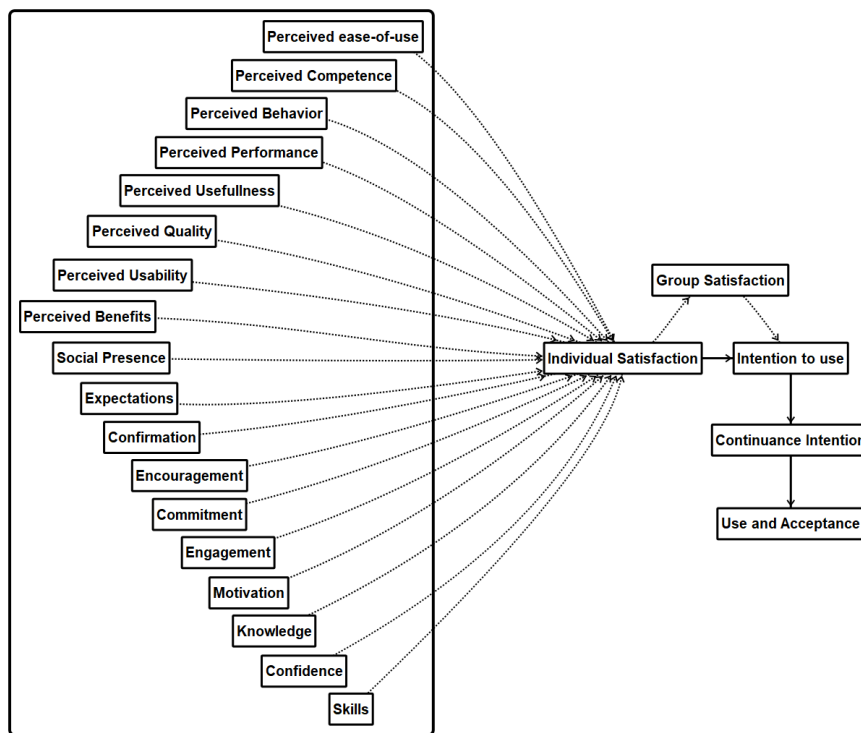 Perceived ease-of-use
Perceived Competence
Perceived Behavior
Perceived Performance
Perceived Usefullness
Perceived Quality
Perceived Usability
Perceived Benefits
Social Presence
Expectations
Confirmation
Encouragement
Commitment
Engagement
Motivation
Knowledge
Confidence
Skills
Group Satisfaction
Individual Satisfaction
Intention to use
Continuance Intention
Use and Acceptance